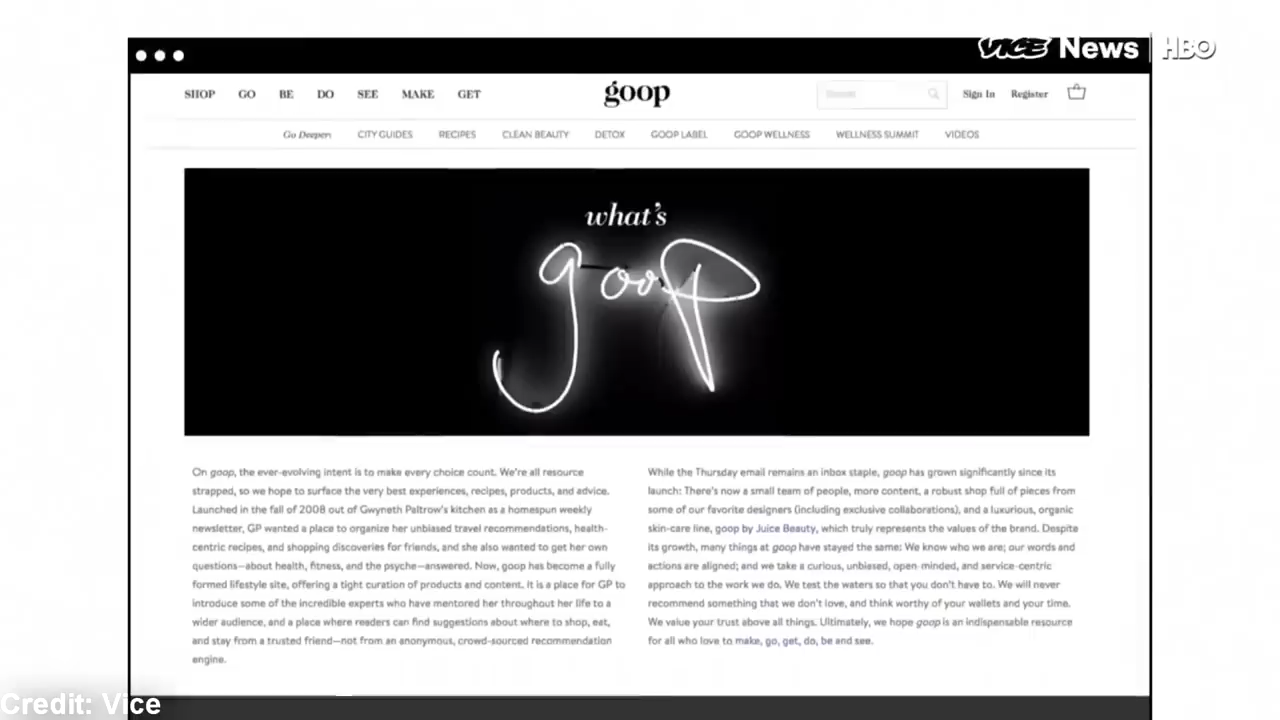 VICE News | HBO
SHOP GO BE DO SEE MAKE GET goop Search Sign In Register
Go Deeper: CITY GUIDES RECIPES CLEAN BEAUTY DETOX GOOP LABEL GOOP WELLNESS WELLNESS SUMMIT VIDEOS
what's
goop
On goop, the ever-evolving intent is to make every choice count. We're all resource
strapped, so we hope to surface the very best experiences, recipes, products, and advice.
Launched in the fall of 2008 out of Gwyneth Paltrow's kitchen as a homespun weekly
newsletter, GP wanted a place to organize her unbiased travel recommendations, health-
centric recipes, and shopping discoveries for friends, and she also wanted to get her own
questions—about health, fitness, and the psyche—answered. Now, goop has become a fully
formed lifestyle site, offering a tight curation of products and content. It is a place for GP to
introduce some of the incredible experts who have mentored her throughout her life to a
wider audience, and a place where readers can find suggestions about where to shop, eat,
and stay from a trusted friend—not from an anonymous, crowd-sourced recommendation
engine.
While the Thursday email remains an inbox staple, goop has grown significantly since its
launch: There's now a small team of people, more content, a robust shop full of pieces from
some of our favorite designers (including exclusive collaborations), and a luxurious, organic
skin-care line, goop by Juice Beauty, which truly represents the values of the brand. Despite
its growth, many things at goop have stayed the same: We know who we are; our words and
actions are aligned; and we take a curious, unbiased, open-minded, and service-centric
approach to the work we do. We test the waters so that you don't have to. We will never
recommend something that we don't love, and think worthy of your wallets and your time.
We value your trust above all things. Ultimately, we hope goop is an indispensable resource
for all who love to make, go, get, do, be and see.
Credit: Vice